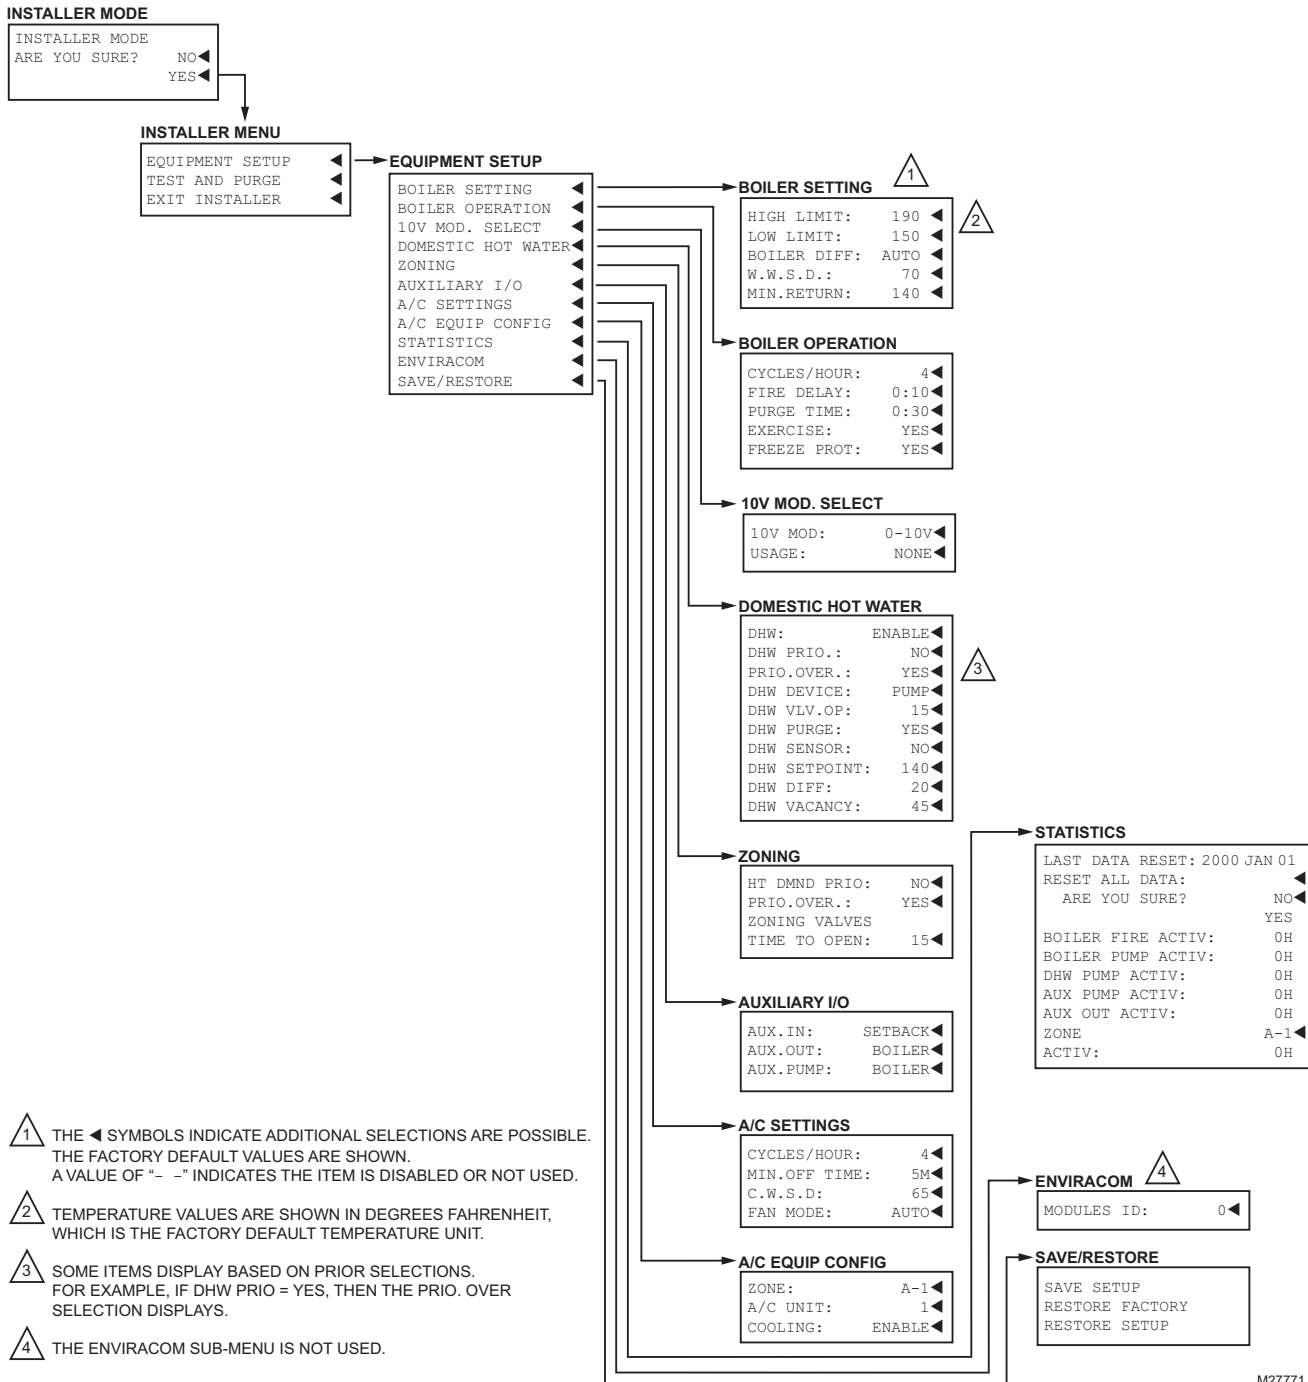 INSTALLER MODE
INSTALLER MODE
ARE YOU SURE? NO◀
YES◀
INSTALLER MENU
EQUIPMENT SETUP ◀
TEST AND PURGE ◀
EXIT INSTALLER ◀
EQUIPMENT SETUP
BOILER SETTING ◀
BOILER OPERATION ◀
10V MOD. SELECT ◀
DOMESTIC HOT WATER◀
ZONING ◀
AUXILIARY I/O ◀
A/C SETTINGS ◀
A/C EQUIP CONFIG ◀
STATISTICS ◀
ENVIRACOM ◀
SAVE/RESTORE ◀
BOILER SETTING 1
HIGH LIMIT: 190 ◀ 2
LOW LIMIT: 150 ◀
BOILER DIFF: AUTO ◀
W.W.S.D.: 70 ◀
MIN.RETURN: 140 ◀
BOILER OPERATION
CYCLES/HOUR: 4◀
FIRE DELAY: 0:10◀
PURGE TIME: 0:30◀
EXERCISE: YES◀
FREEZE PROT: YES◀
10V MOD. SELECT
10V MOD: 0-10V◀
USAGE: NONE◀
DOMESTIC HOT WATER
DHW: ENABLE◀
DHW PRIO.: NO◀
PRIO.OVER.: YES◀ 3
DHW DEVICE: PUMP◀
DHW VLV.OP: 15◀
DHW PURGE: YES◀
DHW SENSOR: NO◀
DHW SETPOINT: 140◀
DHW DIFF: 20◀
DHW VACANCY: 45◀
ZONING
HT DMND PRIO: NO◀
PRIO.OVER.: YES◀
ZONING VALVES
TIME TO OPEN: 15◀
AUXILIARY I/O
AUX.IN: SETBACK◀
AUX.OUT: BOILER◀
AUX.PUMP: BOILER◀
A/C SETTINGS
CYCLES/HOUR: 4◀
MIN.OFF TIME: 5M◀
C.W.S.D: 65◀
FAN MODE: AUTO◀
A/C EQUIP CONFIG
ZONE: A-1◀
A/C UNIT: 1◀
COOLING: ENABLE◀
STATISTICS
LAST DATA RESET: 2000 JAN 01
RESET ALL DATA: ◀
ARE YOU SURE? NO◀
YES
BOILER FIRE ACTIV: 0H
BOILER PUMP ACTIV: 0H
DHW PUMP ACTIV: 0H
AUX PUMP ACTIV: 0H
AUX OUT ACTIV: 0H
ZONE A-1◀
ACTIV: 0H
ENVIRACOM 4
MODULES ID: 0◀
SAVE/RESTORE
SAVE SETUP
RESTORE FACTORY
RESTORE SETUP
1 THE ◀ SYMBOLS INDICATE ADDITIONAL SELECTIONS ARE POSSIBLE.
THE FACTORY DEFAULT VALUES ARE SHOWN.
A VALUE OF “- -” INDICATES THE ITEM IS DISABLED OR NOT USED.
2 TEMPERATURE VALUES ARE SHOWN IN DEGREES FAHRENHEIT,
WHICH IS THE FACTORY DEFAULT TEMPERATURE UNIT.
3 SOME ITEMS DISPLAY BASED ON PRIOR SELECTIONS.
FOR EXAMPLE, IF DHW PRIO = YES, THEN THE PRIO. OVER
SELECTION DISPLAYS.
4 THE ENVIRACOM SUB-MENU IS NOT USED.
M27771